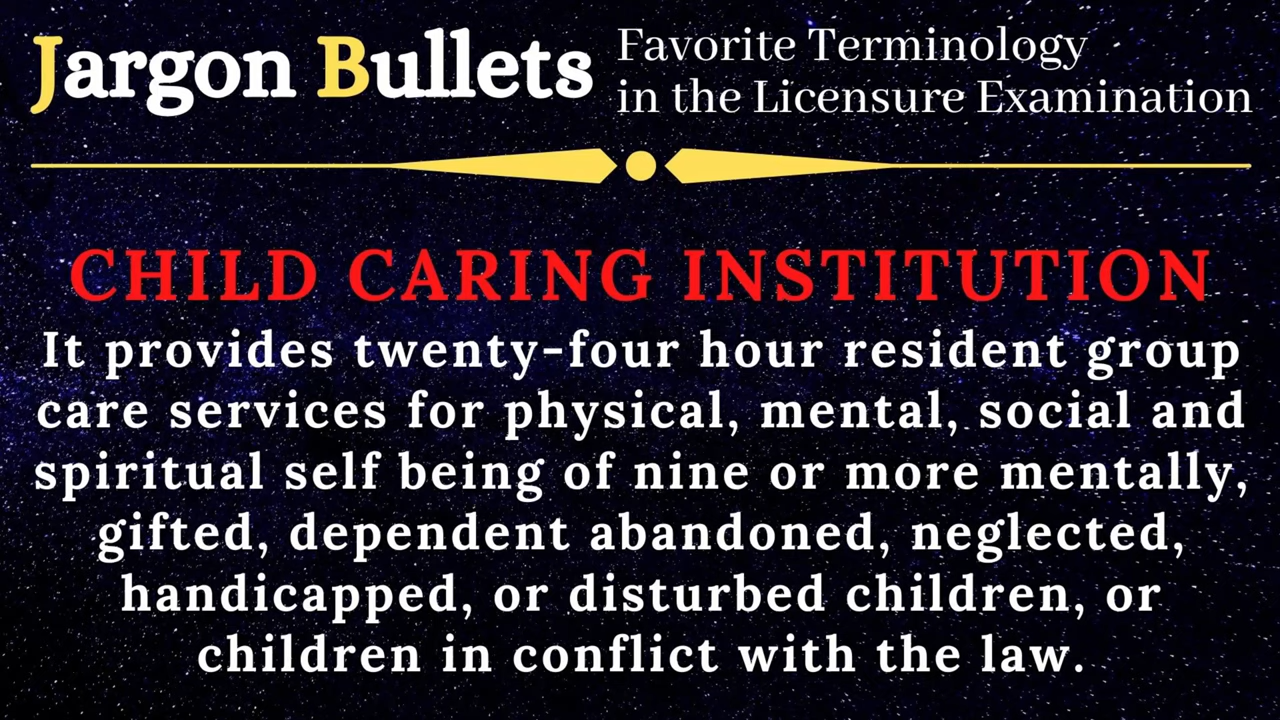 Jargon Bullets
Favorite Terminology
in the Licensure Examination
CHILD CARING INSTITUTION
It provides twenty-four hour resident group
care services for physical, mental, social and
spiritual self being of nine or more mentally,
gifted, dependent abandoned, neglected,
handicapped, or disturbed children, or
children in conflict with the law.